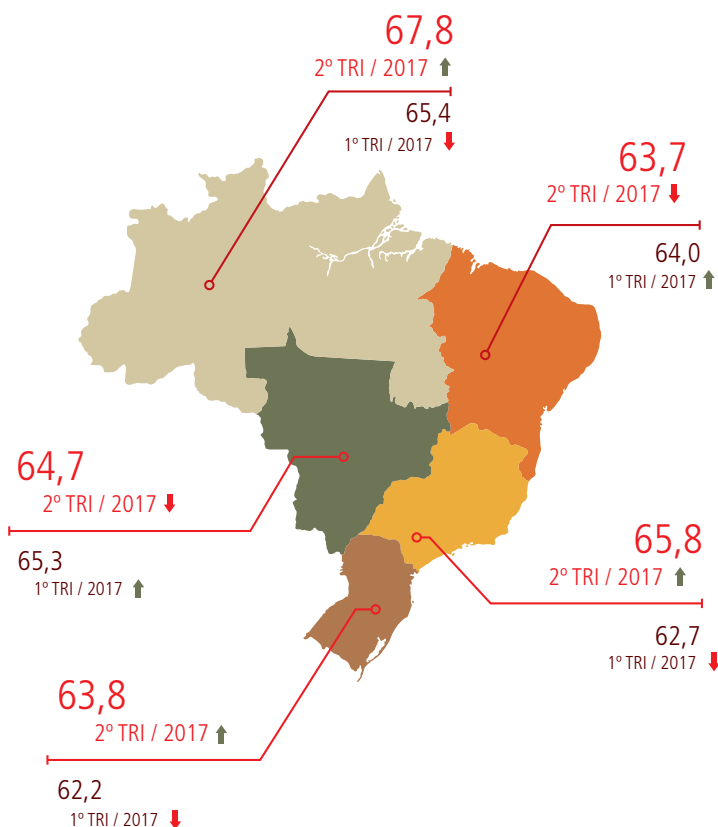 67,8
2º TRI / 2017
65,4
1º TRI / 2017
63,7
2º TRI / 2017
64,0
1º TRI / 2017
64,7
2º TRI / 2017
65,3
1º TRI / 2017
65,8
2º TRI / 2017
62,7
1º TRI / 2017
63,8
2º TRI / 2017
62,2
1º TRI / 2017